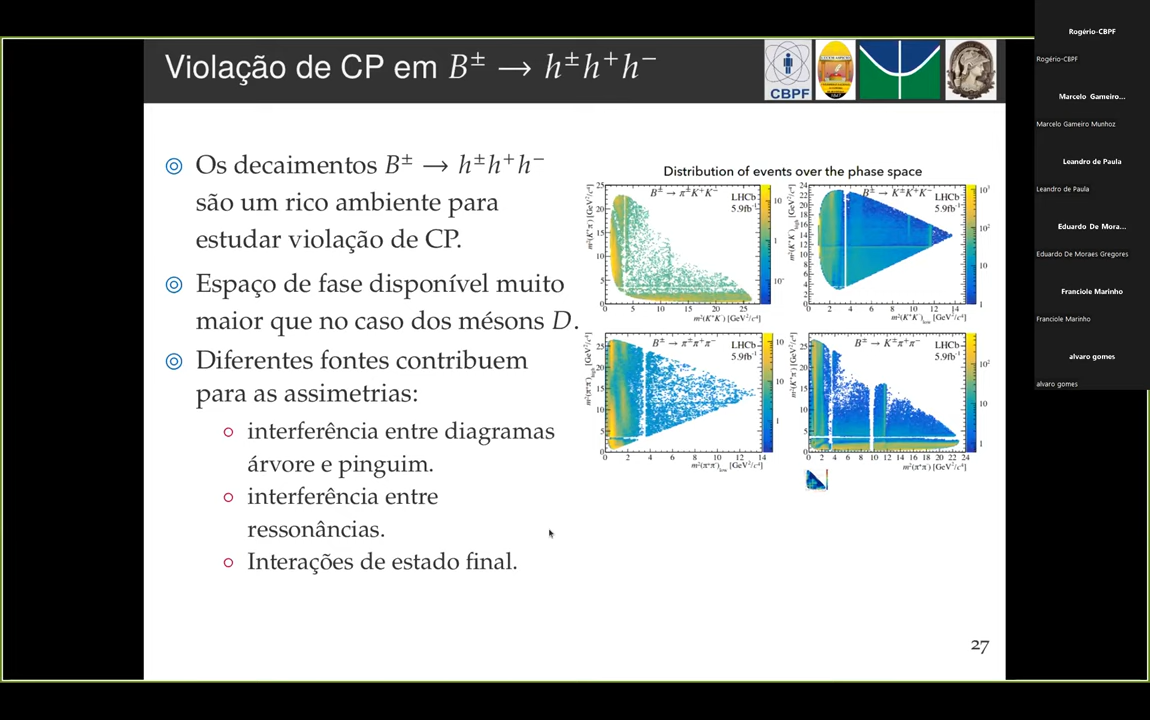 Violação de CP em B± → h±h+h−
CBPF
Os decaimentos B± → h±h+h−
são um rico ambiente para
estudar violação de CP.
Espaço de fase disponível muito
maior que no caso dos mésons D.
Diferentes fontes contribuem
para as assimetrias:
interferência entre diagramas
árvore e pinguim.
interferência entre
ressonâncias.
Interações de estado final.
Distribution of events over the phase space
B± → π±K+K−
LHCb
5.9fb-1
m²(K+K−) [GeV²/c⁴]
B± → K±K+K−
LHCb
5.9fb-1
m²(K+K−)low [GeV²/c⁴]
B± → π±π+π−
LHCb
5.9fb-1
m²(π+π−)low [GeV²/c⁴]
B± → K±π+π−
LHCb
5.9fb-1
m²(π+π−) [GeV²/c⁴]
27
Rogério-CBPF
Rogério-CBPF
Marcelo Gameiro...
Marcelo Gameiro Munhoz
Leandro de Paula
Leandro de Paula
Eduardo De Mora...
Eduardo De Moraes Gregores
Franciole Marinho
Franciole Marinho
alvaro gomes
alvaro gomes